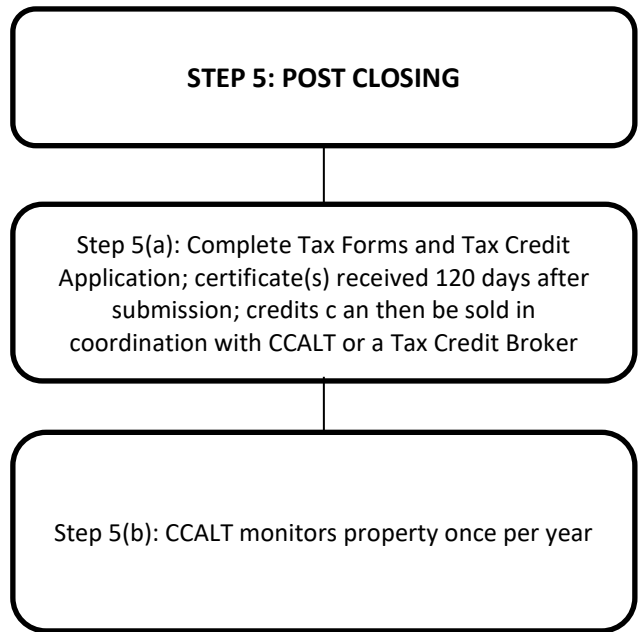 STEP 5: POST CLOSING
Step 5(a): Complete Tax Forms and Tax Credit
Application; certificate(s) received 120 days after
submission; credits c an then be sold in
coordination with CCALT or a Tax Credit Broker
Step 5(b): CCALT monitors property once per year